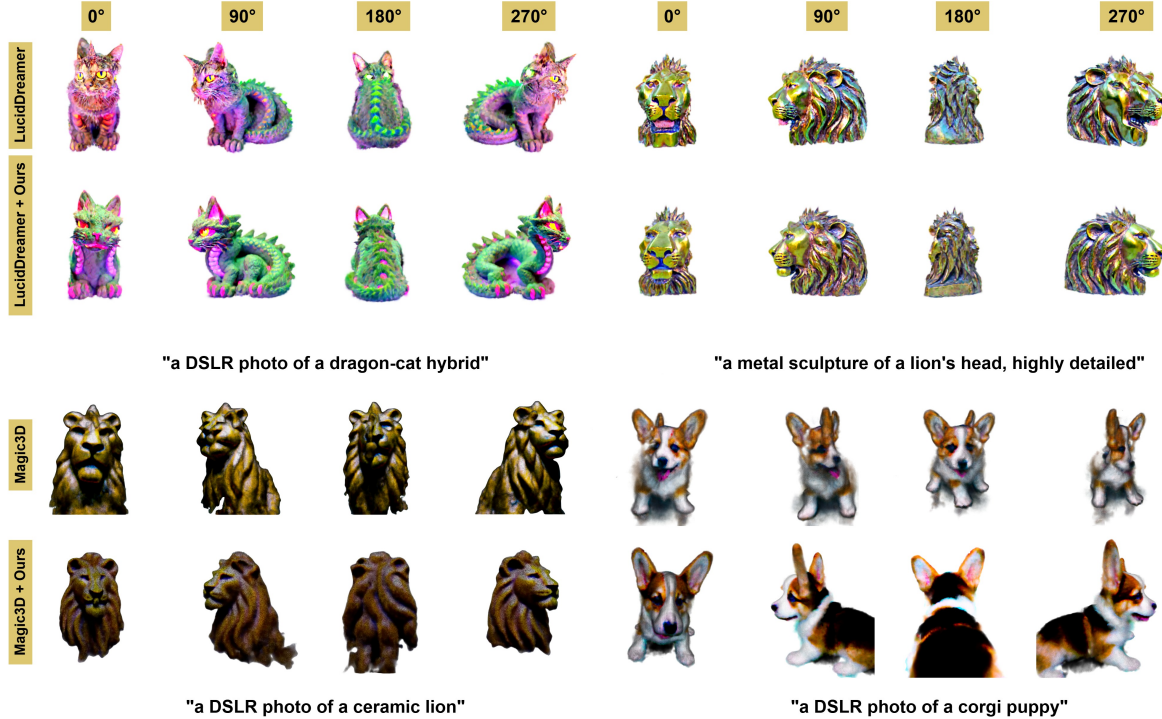 0° 90° 180° 270° 0° 90° 180° 270°
LucidDreamer
LucidDreamer + Ours
"a DSLR photo of a dragon-cat hybrid" "a metal sculpture of a lion's head, highly detailed"
Magic3D
Magic3D + Ours
"a DSLR photo of a ceramic lion" "a DSLR photo of a corgi puppy"